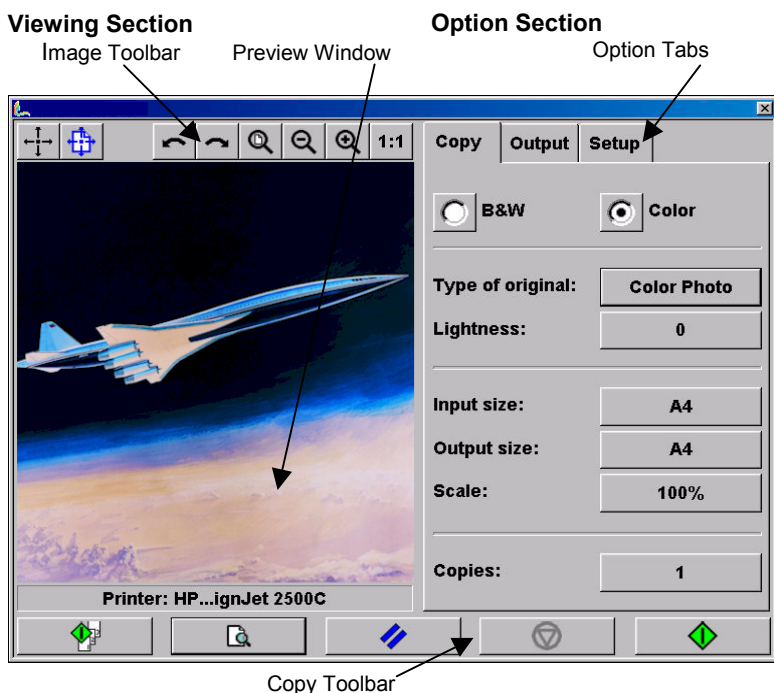 Viewing Section
Option Section
Image Toolbar
Preview Window
Option Tabs
1:1
Copy
Output
Setup
B&W
Color
Type of original:
Color Photo
Lightness:
0
Input size:
A4
Output size:
A4
Scale:
100%
Copies:
1
Printer: HP...ignJet 2500C
Copy Toolbar